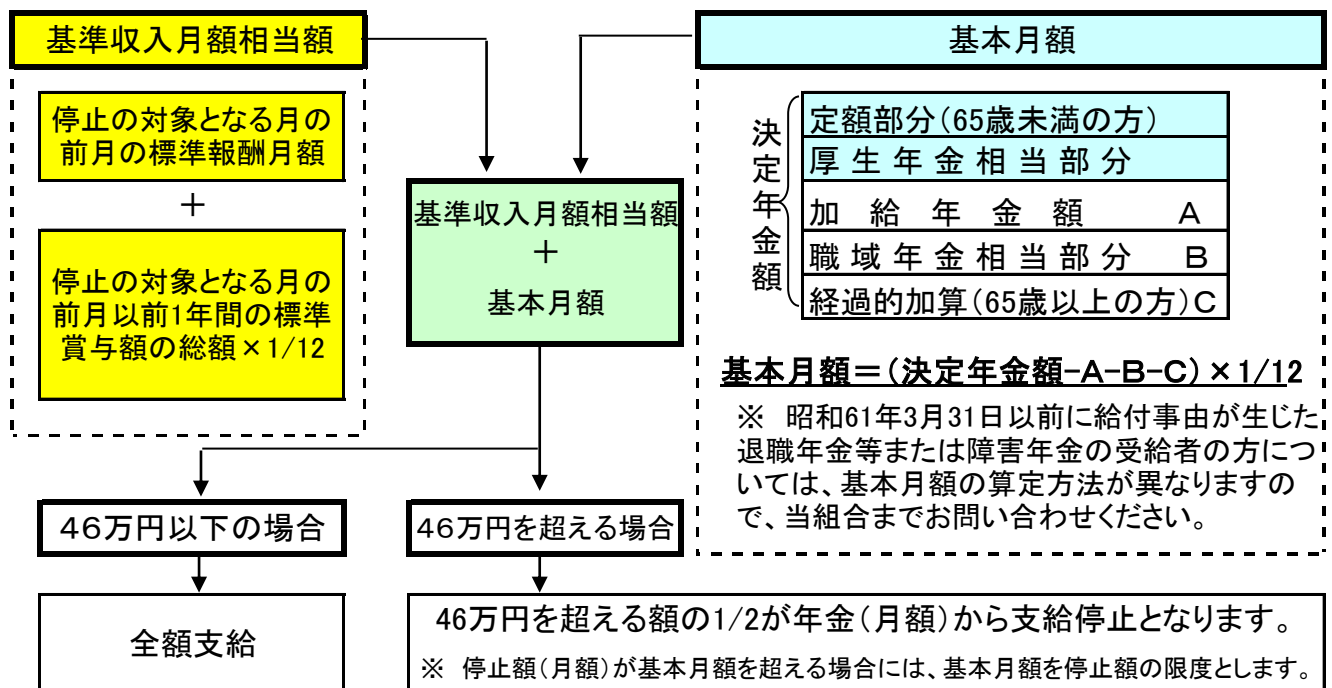 基準収入月額相当額
停止の対象となる月の
前月の標準報酬月額
＋
停止の対象となる月の
前月以前1年間の標準
賞与額の総額×1/12
基本月額
決定年金額
定額部分(65歳未満の方)
厚生年金相当部分
加給年金額 A
職域年金相当部分 B
経過的加算(65歳以上の方)C
基本月額＝(決定年金額-A-B-C)×1/12
※ 昭和61年3月31日以前に給付事由が生じた
退職年金等または障害年金の受給者の方につ
いては、基本月額の算定方法が異なりますの
で、当組合までお問い合わせください。
基準収入月額相当額
＋
基本月額
46万円以下の場合
46万円を超える場合
全額支給
46万円を超える額の1/2が年金(月額)から支給停止となります。
※ 停止額(月額)が基本月額を超える場合には、基本月額を停止額の限度とします。